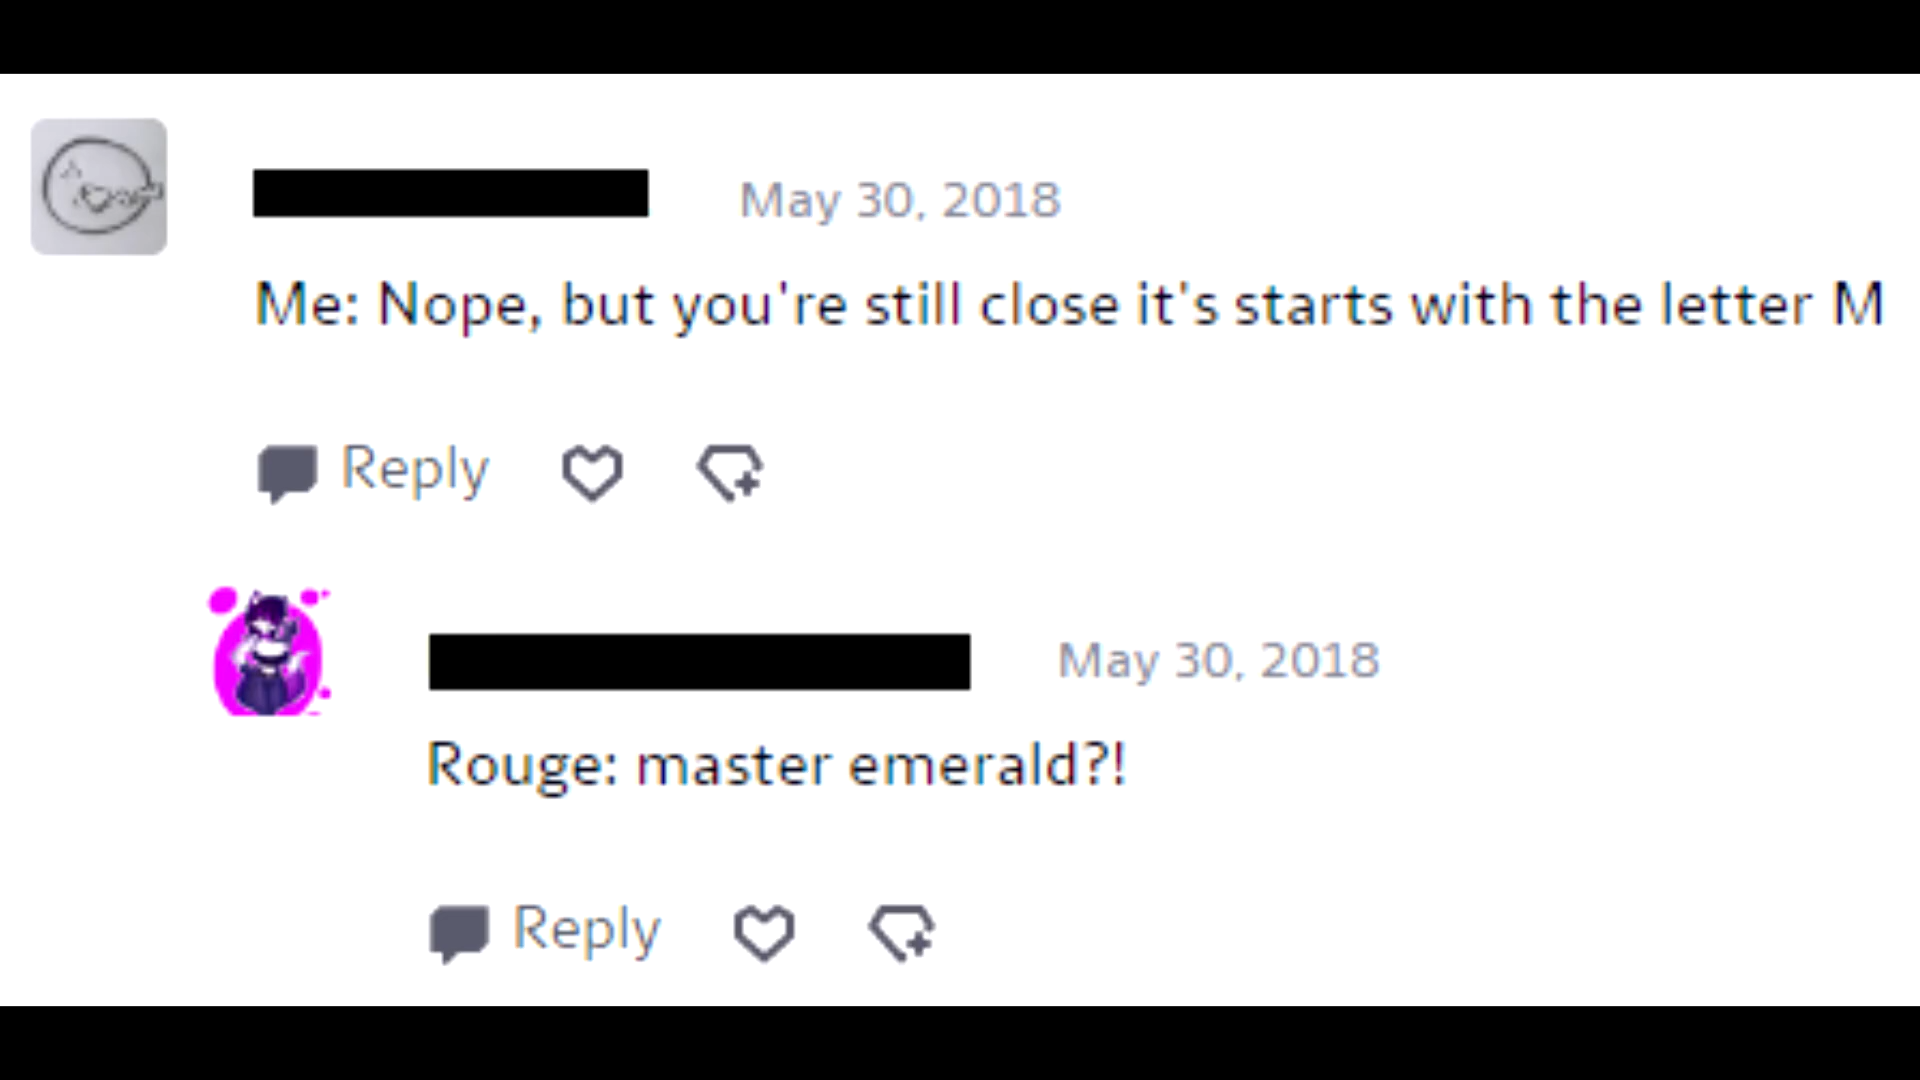 May 30, 2018
Me: Nope, but you're still close it's starts with the letter M
Reply
May 30, 2018
Rouge: master emerald?!
Reply